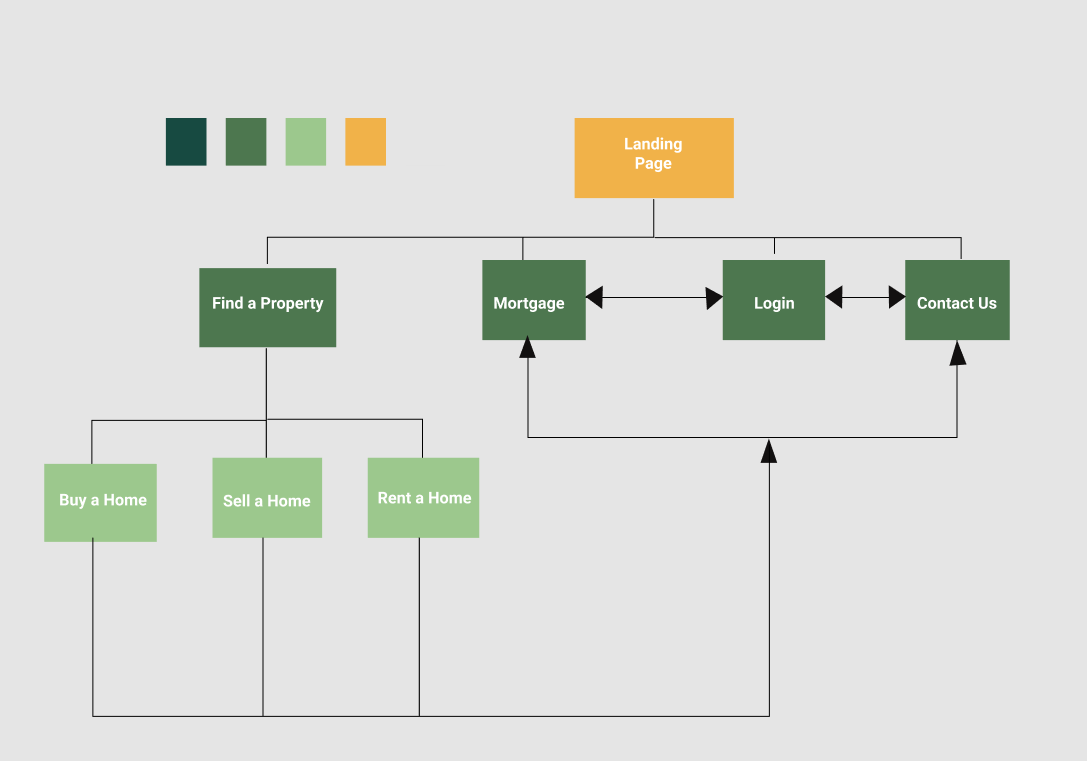 Landing
Page
Find a Property
Mortgage
Login
Contact Us
Buy a Home
Sell a Home
Rent a Home